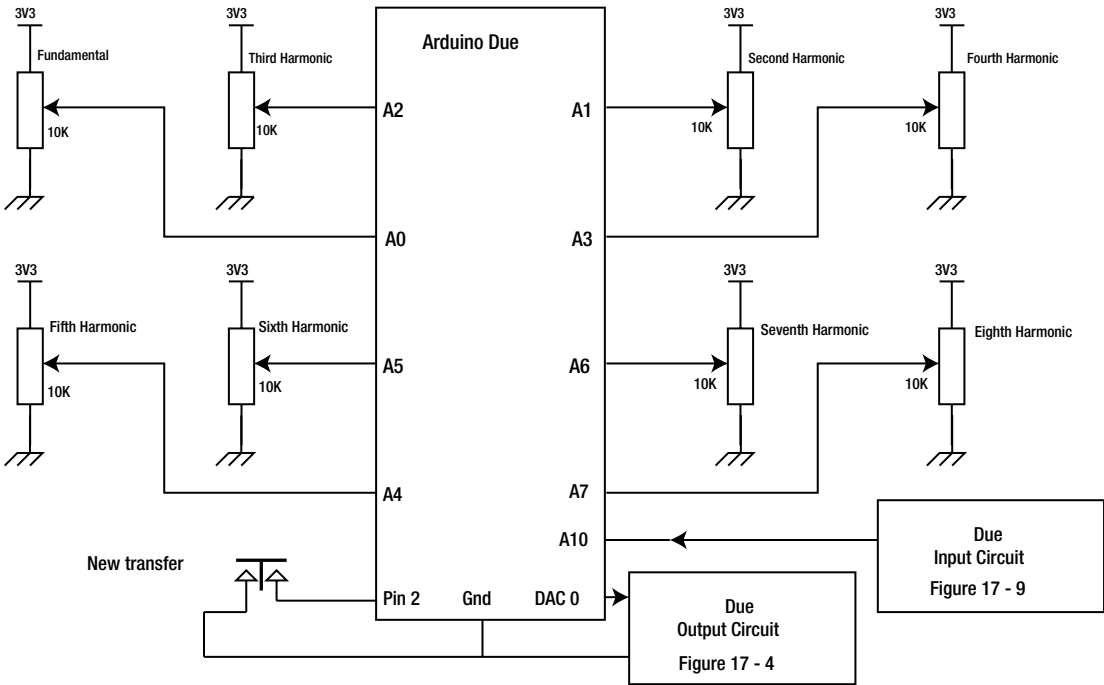 3V3
3V3
3V3
3V3
Arduino Due
Fundamental
Third Harmonic
Second Harmonic
Fourth Harmonic
A2
A1
10K
10K
10K
10K
A0
A3
3V3
3V3
3V3
3V3
Fifth Harmonic
Sixth Harmonic
Seventh Harmonic
Eighth Harmonic
A5
A6
10K
10K
10K
10K
A4
A7
A10
Due
Input Circuit
Figure 17 - 9
New transfer
Pin 2
Gnd
DAC 0
Due
Output Circuit
Figure 17 - 4